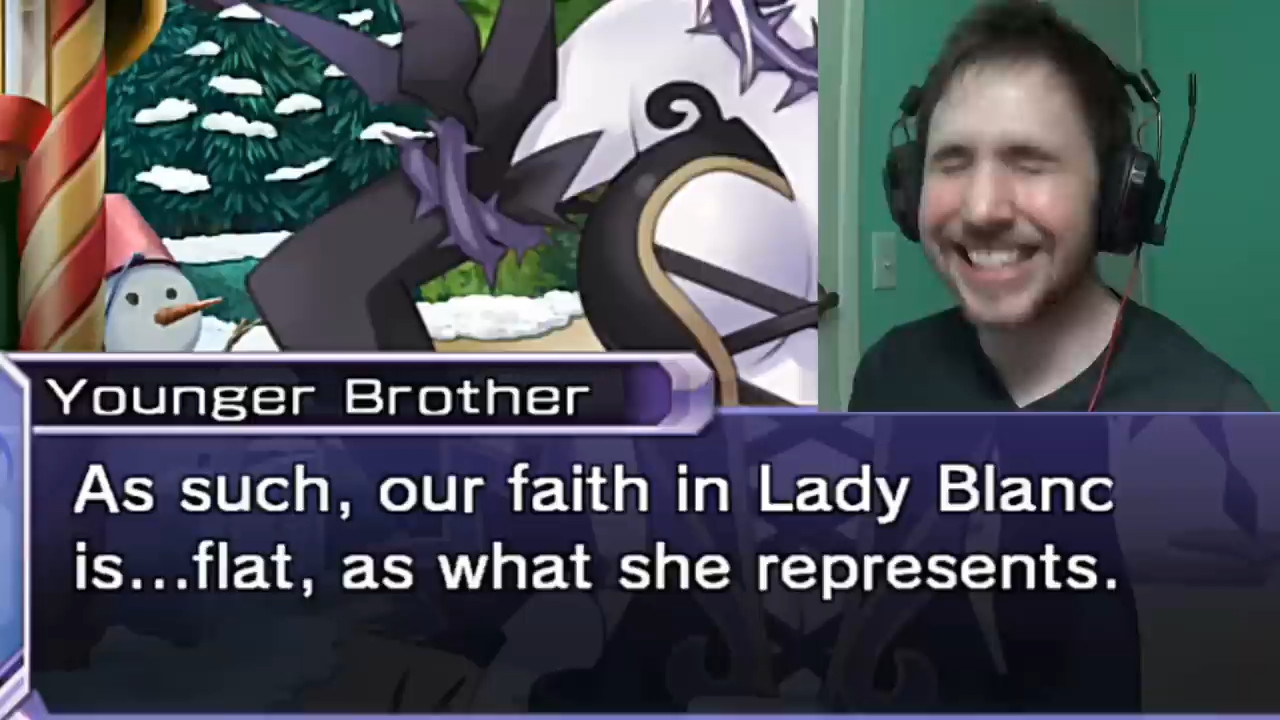 Younger Brother
As such, our faith in Lady Blanc
is...flat, as what she represents.